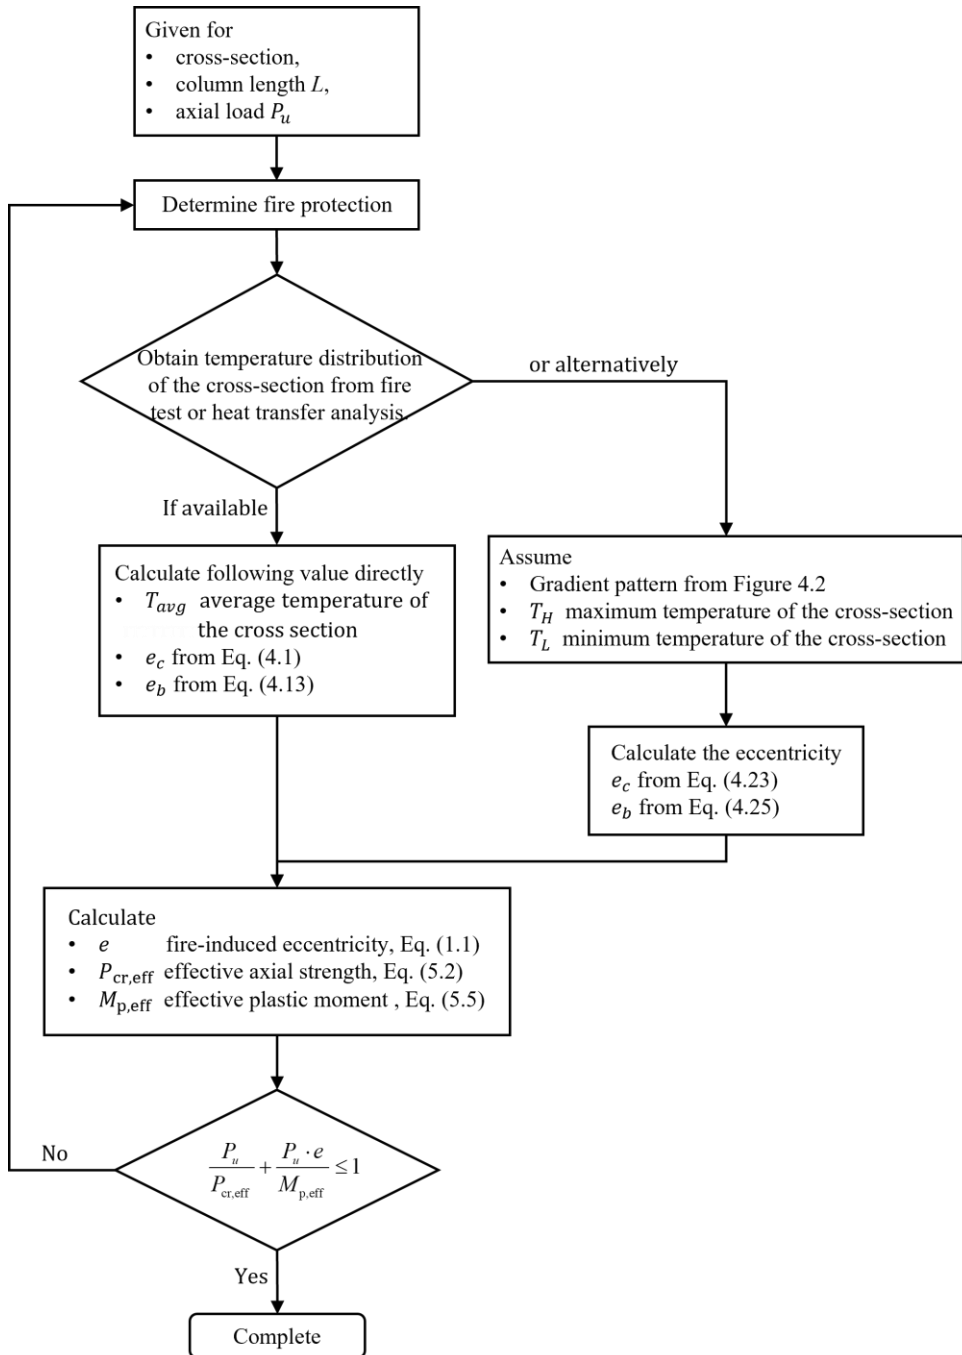 Given for
• cross-section,
• column length L,
• axial load P_u
Determine fire protection
Obtain temperature distribution
of the cross-section from fire
test or heat transfer analysis.
or alternatively
If available
Calculate following value directly
• T_avg average temperature of
the cross section
• e_c from Eq. (4.1)
• e_b from Eq. (4.13)
Assume
• Gradient pattern from Figure 4.2
• T_H maximum temperature of the cross-section
• T_L minimum temperature of the cross-section
Calculate the eccentricity
e_c from Eq. (4.23)
e_b from Eq. (4.25)
Calculate
• e fire-induced eccentricity, Eq. (1.1)
• P_cr,eff effective axial strength, Eq. (5.2)
• M_p,eff effective plastic moment , Eq. (5.5)
No
P_u / P_cr,eff + P_u · e / M_p,eff ≤ 1
Yes
Complete